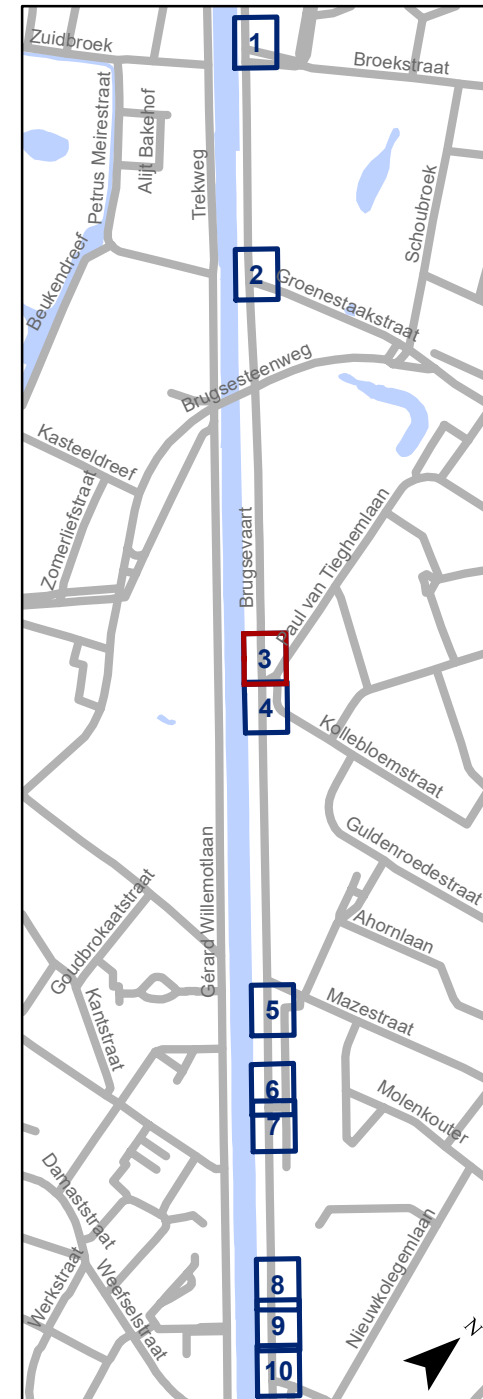 1
Zuidbroek
Broekstraat
Petrus Meirestraat
Alijt Bakehof
Trekweg
Schoubroek
Beukendreef
2
Groenestaakstraat
Brugsesteenweg
Kasteeldreef
Zomerliefstraat
Brugsevaart
Paul van Tieghemlaan
3
4
Kollebloemstraat
Guldenroedestraat
Gérard Willemotlaan
Goudbrokaatstraat
Ahornlaan
Kantstraat
5
Mazestraat
6
Molenkouter
7
Damaststraat
Werkstraat
Weefselstraat
8
Nieuwkolegemlaan
9
10
N